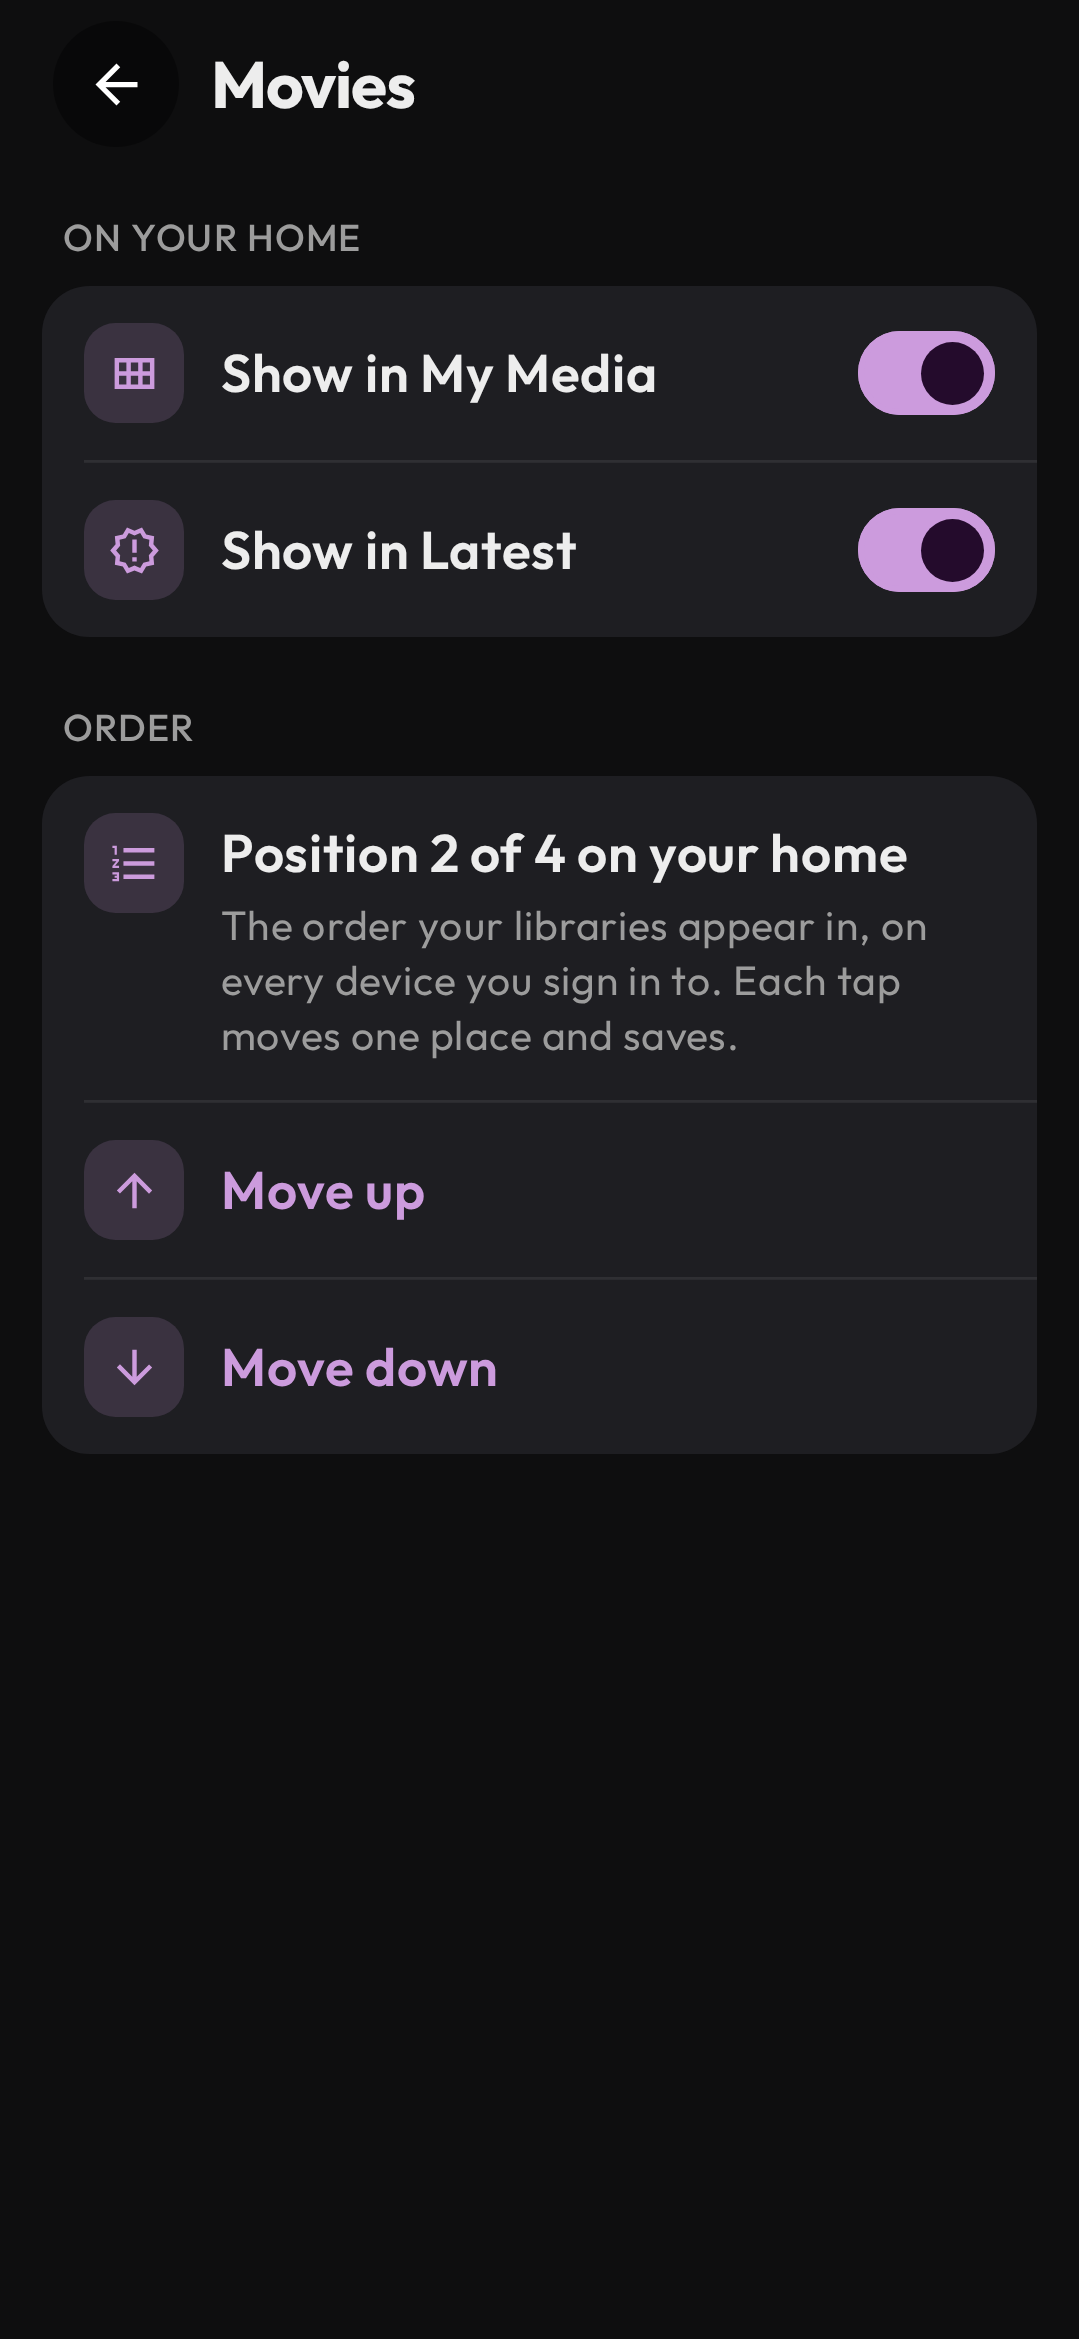 Movies
ON YOUR HOME
Show in My Media
Show in Latest
ORDER
Position 2 of 4 on your home
The order your libraries appear in, on
every device you sign in to. Each tap
moves one place and saves.
Move up
Move down